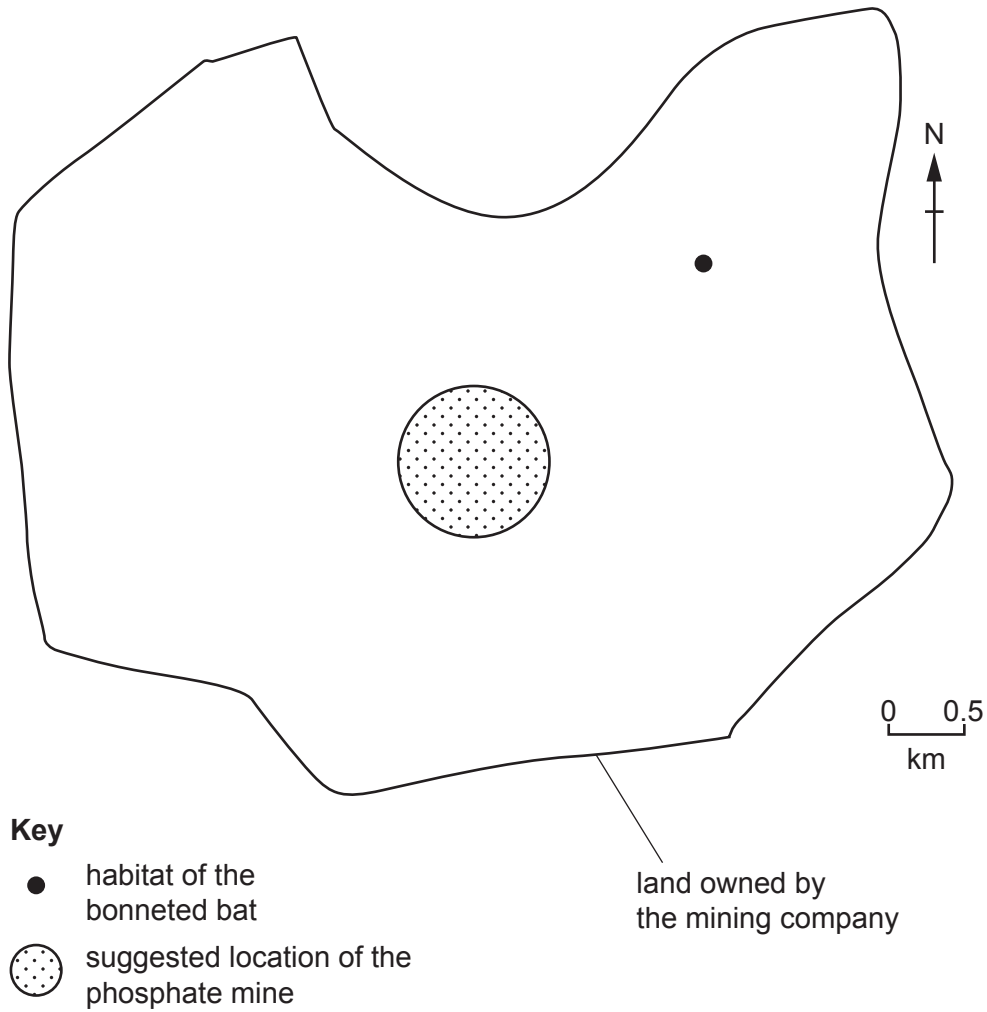 N
0 0.5
km
Key
habitat of the
bonneted bat
suggested location of the
phosphate mine
land owned by
the mining company